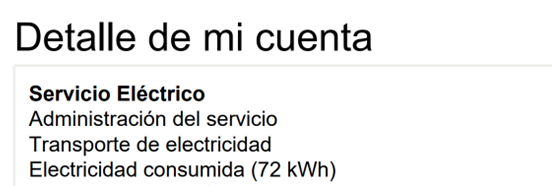 Detalle de mi cuenta
Servicio Eléctrico
Administración del servicio
Transporte de electricidad
Electricidad consumida (72 kWh)